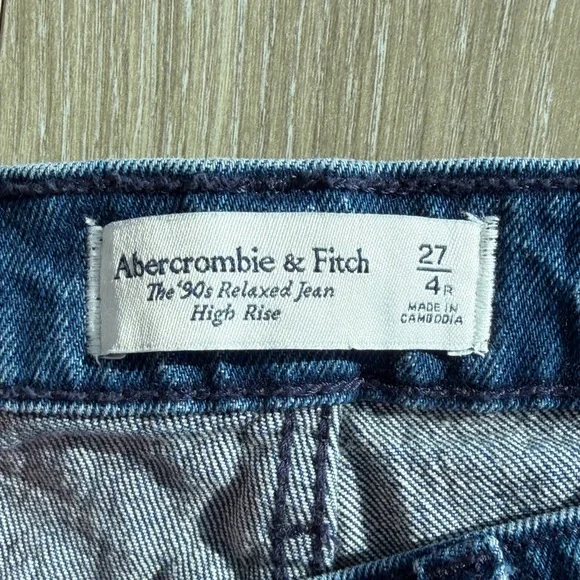 Abercrombie & Fitch
The '90s Relaxed Jean
High Rise
27
4R
MADE IN
CAMBODIA